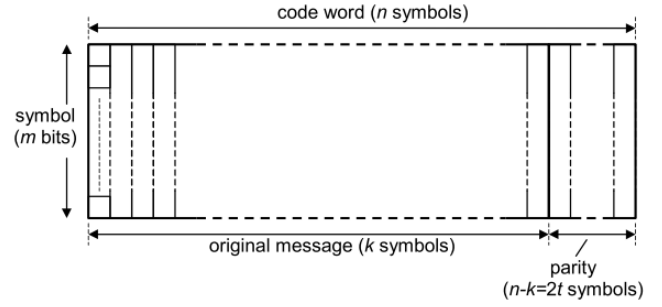 code word (n symbols)
symbol
(m bits)
original message (k symbols)
parity
(n-k=2t symbols)